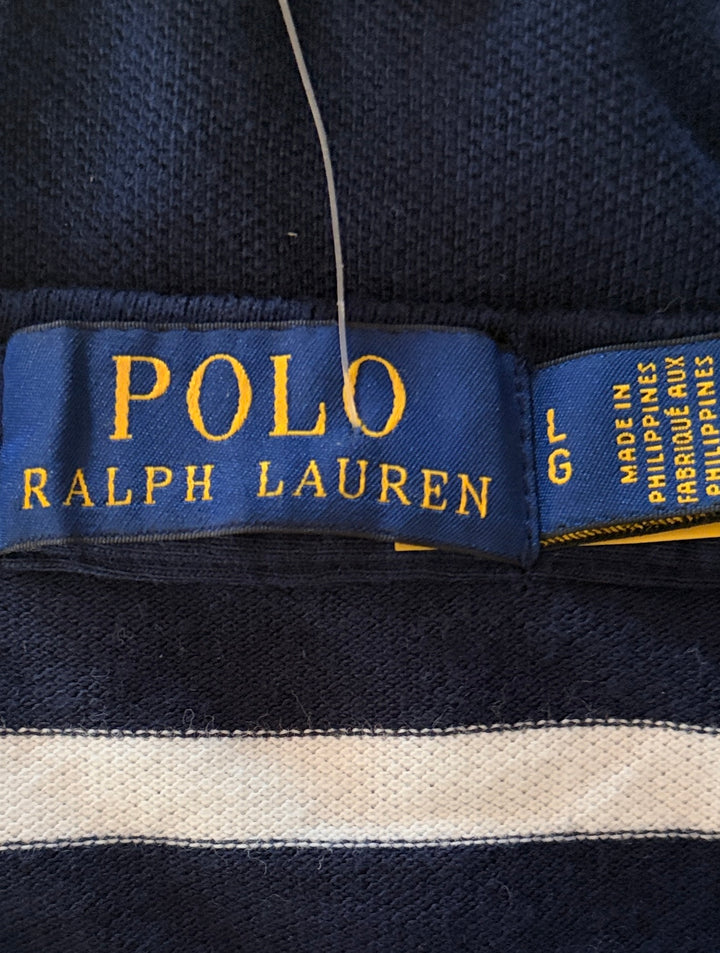 POLO
RALPH LAUREN
L
G
MADE IN
PHILIPPINES
FABRIQUÉ AUX
PHILIPPINES